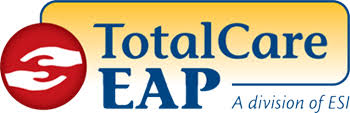 TotalCare
EAP
A division of ESI